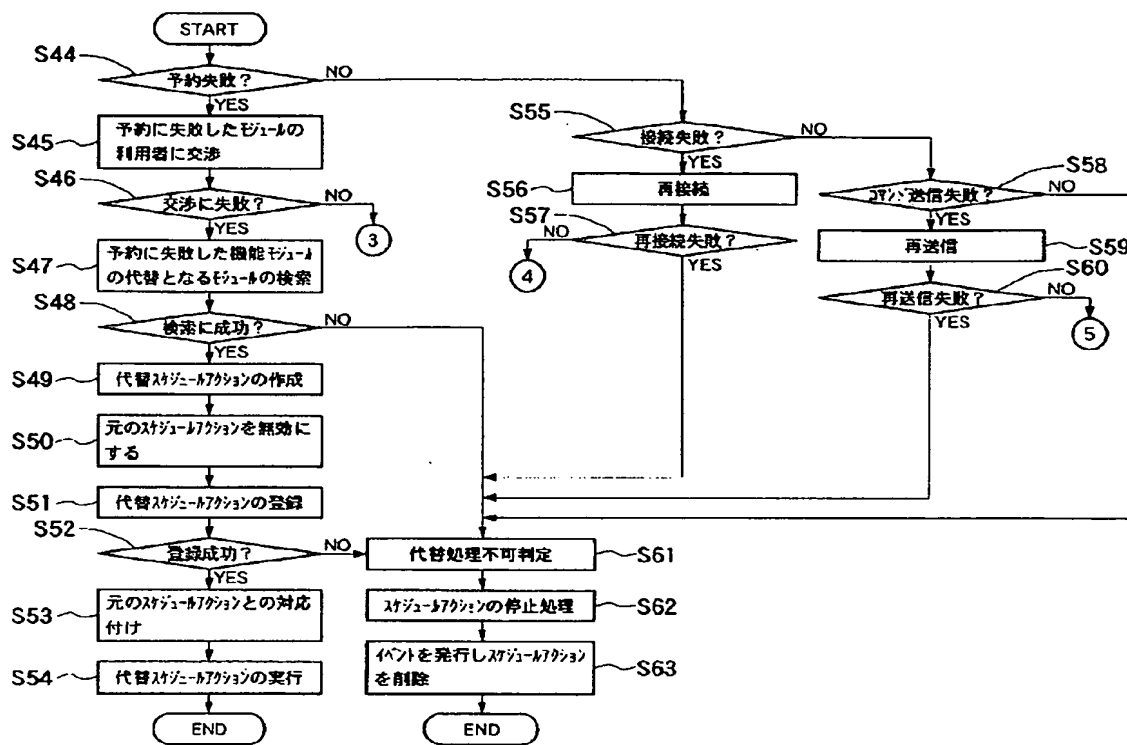 START
S44
予約失敗?
NO
YES
S45
予約に失敗したモジュールの
利用者に交渉
S46
交渉に失敗?
NO
③
YES
S47
予約に失敗した機能モジュール
の代替となるモジュールの検索
S48
検索に成功?
NO
YES
S49
代替スケジュールアクションの作成
S50
元のスケジュールアクションを無効に
する
S51
代替スケジュールアクションの登録
S52
登録成功?
NO
YES
S53
元のスケジュールアクションとの対応
付け
S54
代替スケジュールアクションの実行
END
S55
接続失敗?
NO
YES
S56
再接続
S57
再接続失敗?
NO
④
YES
S58
コマンド送信失敗?
NO
YES
再送信
S59
S60
再送信失敗?
NO
⑤
YES
代替処理不可判定
S61
スケジュールアクションの停止処理
S62
イベントを発行しスケジュールアクション
を削除
S63
END